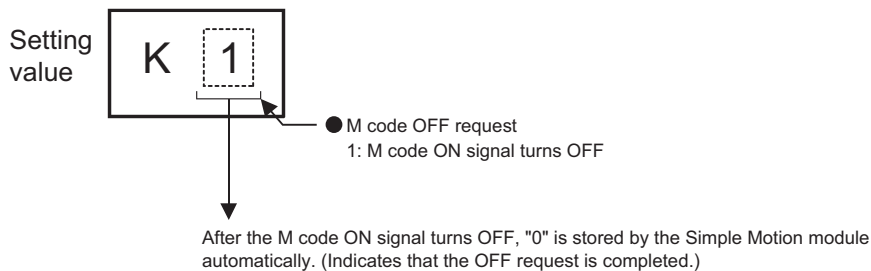 Setting
value
K 1
● M code OFF request
1: M code ON signal turns OFF
After the M code ON signal turns OFF, "0" is stored by the Simple Motion module
automatically. (Indicates that the OFF request is completed.)